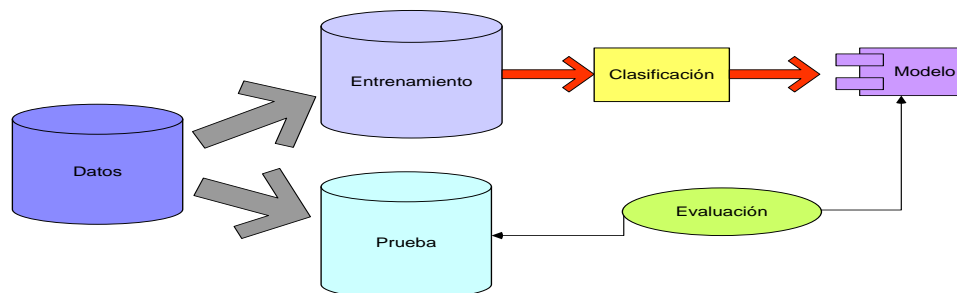 Entrenamiento
Clasificación
Modelo
Datos
Prueba
Evaluación